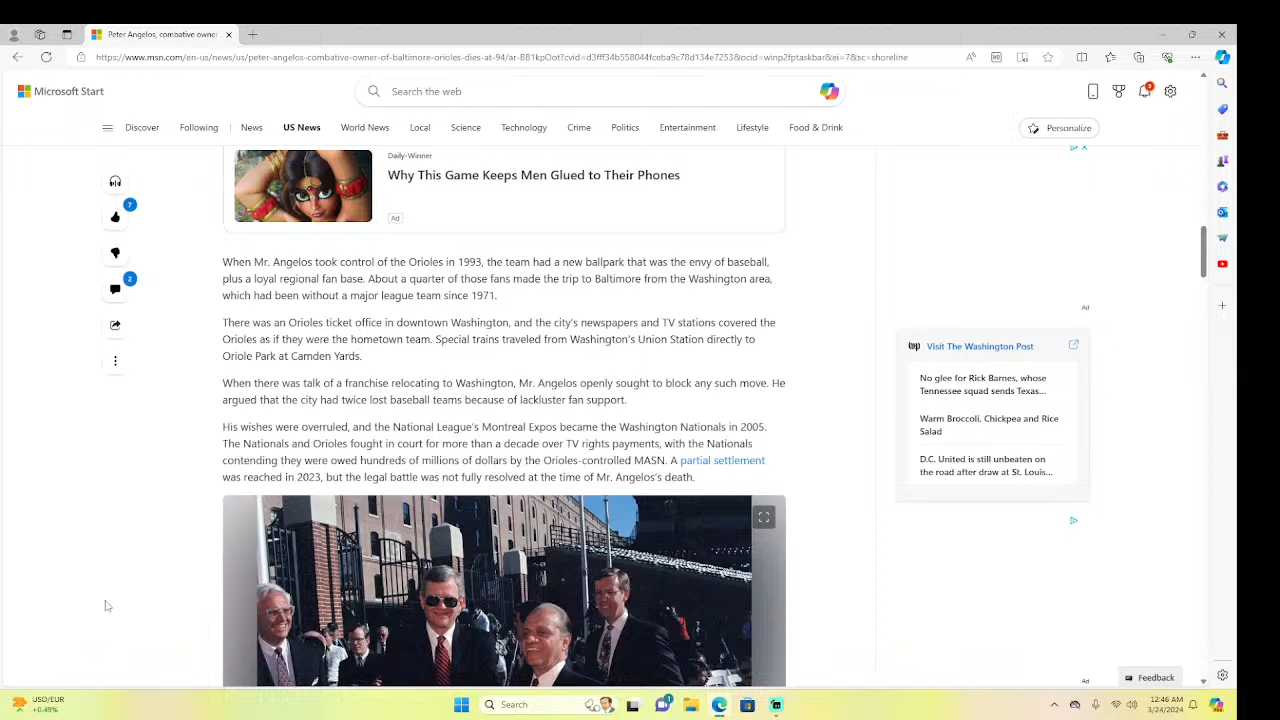 Peter Angelos, combative owner
https://www.msn.com/en-us/news/us/peter-angelos-combative-owner-of-baltimore-orioles-dies-at-94/ar-BB1kpOot?cvid=d3fff34b558044fceba9c78d134e7253&ocid=winp2fptaskbar&ei=7&sc=shoreline
Microsoft Start
Search the web
3
Discover
Following
News
US News
World News
Local
Science
Technology
Crime
Politics
Entertainment
Lifestyle
Food & Drink
Personalize
Daily-Winner
Why This Game Keeps Men Glued to Their Phones
Ad
7
2
When Mr. Angelos took control of the Orioles in 1993, the team had a new ballpark that was the envy of baseball,
plus a loyal regional fan base. About a quarter of those fans made the trip to Baltimore from the Washington area,
which had been without a major league team since 1971.
There was an Orioles ticket office in downtown Washington, and the city's newspapers and TV stations covered the
Orioles as if they were the hometown team. Special trains traveled from Washington's Union Station directly to
Oriole Park at Camden Yards.
When there was talk of a franchise relocating to Washington, Mr. Angelos openly sought to block any such move. He
argued that the city had twice lost baseball teams because of lackluster fan support.
His wishes were overruled, and the National League's Montreal Expos became the Washington Nationals in 2005.
The Nationals and Orioles fought in court for more than a decade over TV rights payments, with the Nationals
contending they were owed hundreds of millions of dollars by the Orioles-controlled MASN. A partial settlement
was reached in 2023, but the legal battle was not fully resolved at the time of Mr. Angelos's death.
Ad
wp Visit The Washington Post
No glee for Rick Barnes, whose
Tennessee squad sends Texas...
Warm Broccoli, Chickpea and Rice
Salad
D.C. United is still unbeaten on
the road after draw at St. Louis...
Ad
Feedback
USD/EUR
+0.49%
Search
1
12:46 AM
3/24/2024